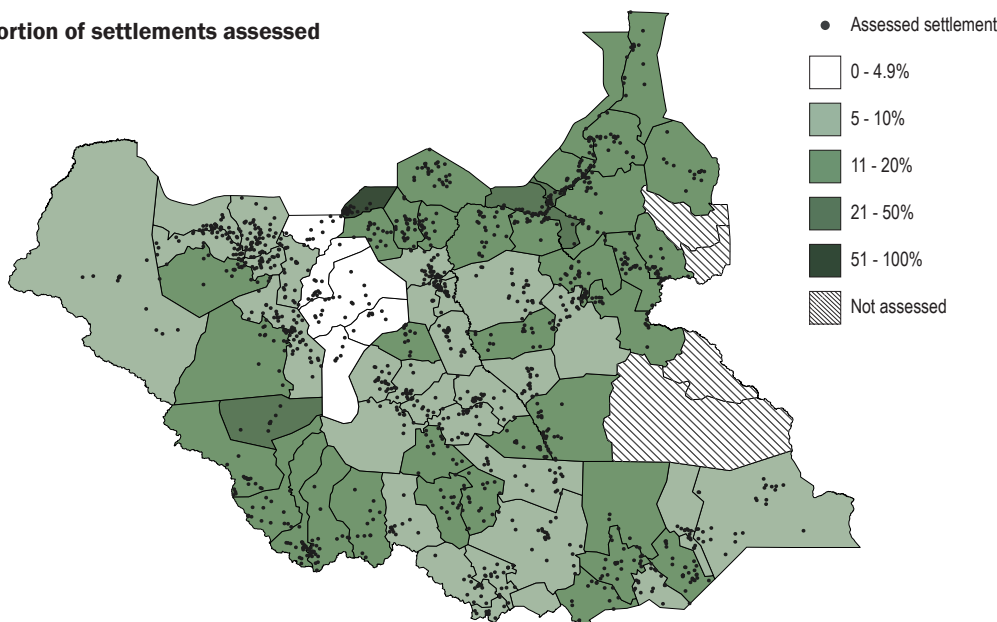 ortion of settlements assessed
Assessed settlement
0 - 4.9%
5 - 10%
11 - 20%
21 - 50%
51 - 100%
Not assessed